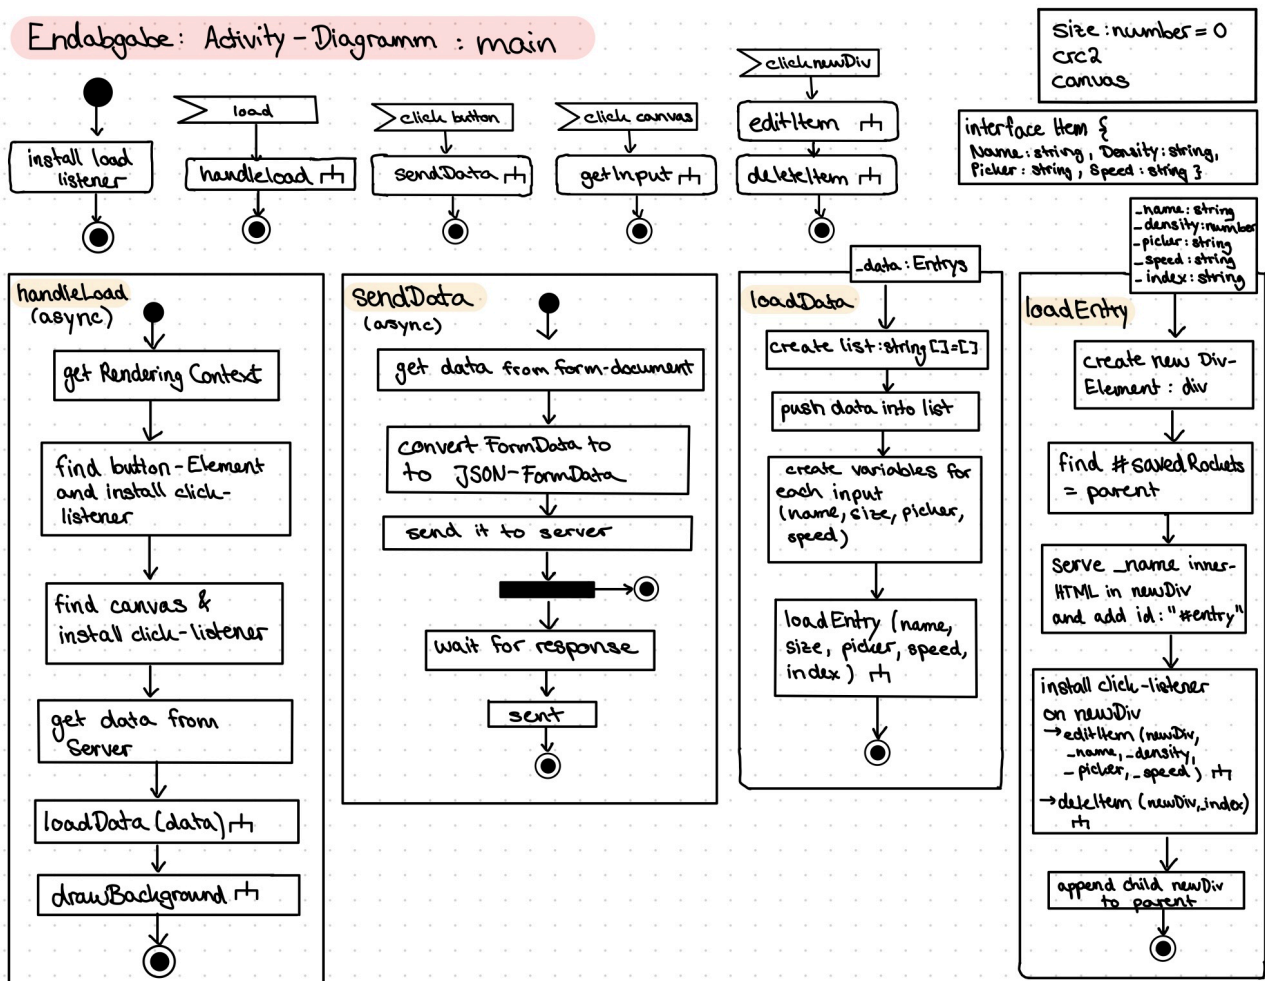 Endabgabe: Activity-Diagramm : main
install load
listener
load
handleload
click button
sendData
click canvas
getInput
click newDiv
editItem
deleteItem
size: number = 0
crc2
canvas
interface Item {
Name: string, Density: string,
Picker: string, Speed: string }
handleLoad
(async)
get Rendering Context
find button-Element
and install click-
listener
find canvas &
install click-listener
get data from
Server
loadData (data)
drawBackground
sendData
(async)
get data from form-document
convert FormData to
to JSON-FormData
send it to server
wait for response
sent
_data: Entrys
loadData
create list: string []=[]
push data into list
create variables for
each input
(name, size, picker,
speed)
loadEntry (name,
size, picker, speed,
index)
_name: string
_density: number
_picker: string
_speed: string
_index: string
loadEntry
create new Div-
Element : div
find #savedRockets
= parent
serve _name inner-
HTML in newDiv
and add id: "#entry"
install click-listener
on newDiv
→ editItem (newDiv,
_name, _density,
_picker, _speed)
→ deleteItem (newDiv, _index)
append child newDiv
to parent